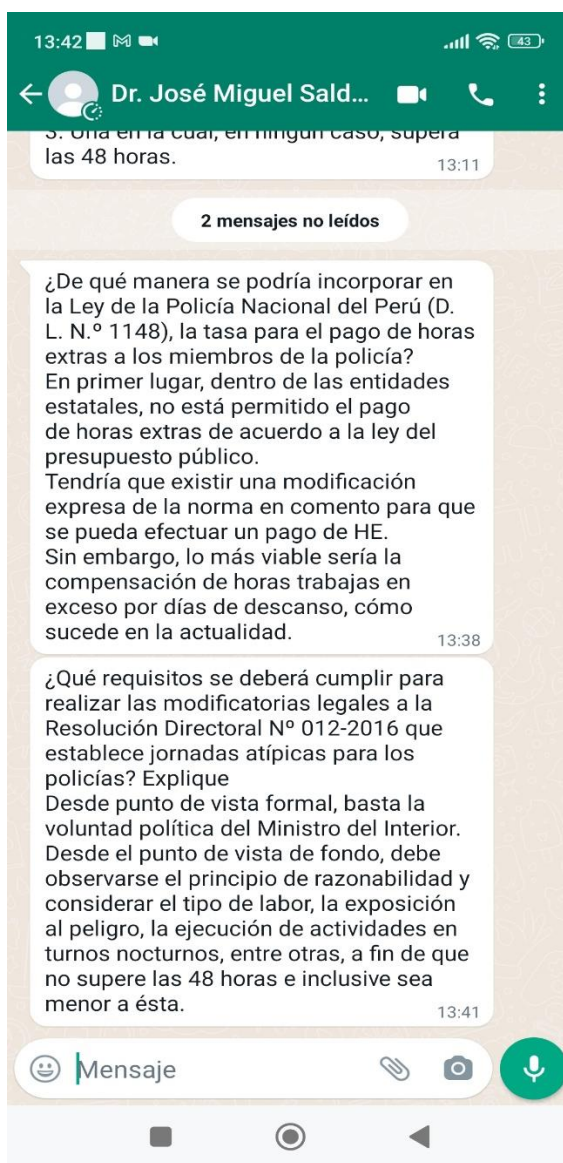 13:42
43
Dr. José Miguel Sald...
3. Una en la cual, en ningún caso, supera
las 48 horas.
13:11
2 mensajes no leídos
¿De qué manera se podría incorporar en
la Ley de la Policía Nacional del Perú (D.
L. N.º 1148), la tasa para el pago de horas
extras a los miembros de la policía?
En primer lugar, dentro de las entidades
estatales, no está permitido el pago
de horas extras de acuerdo a la ley del
presupuesto público.
Tendría que existir una modificación
expresa de la norma en comento para que
se pueda efectuar un pago de HE.
Sin embargo, lo más viable sería la
compensación de horas trabajas en
exceso por días de descanso, cómo
sucede en la actualidad.
13:38
¿Qué requisitos se deberá cumplir para
realizar las modificatorias legales a la
Resolución Directoral Nº 012-2016 que
establece jornadas atípicas para los
policías? Explique
Desde punto de vista formal, basta la
voluntad política del Ministro del Interior.
Desde el punto de vista de fondo, debe
observarse el principio de razonabilidad y
considerar el tipo de labor, la exposición
al peligro, la ejecución de actividades en
turnos nocturnos, entre otras, a fin de que
no supere las 48 horas e inclusive sea
menor a ésta.
13:41
Mensaje